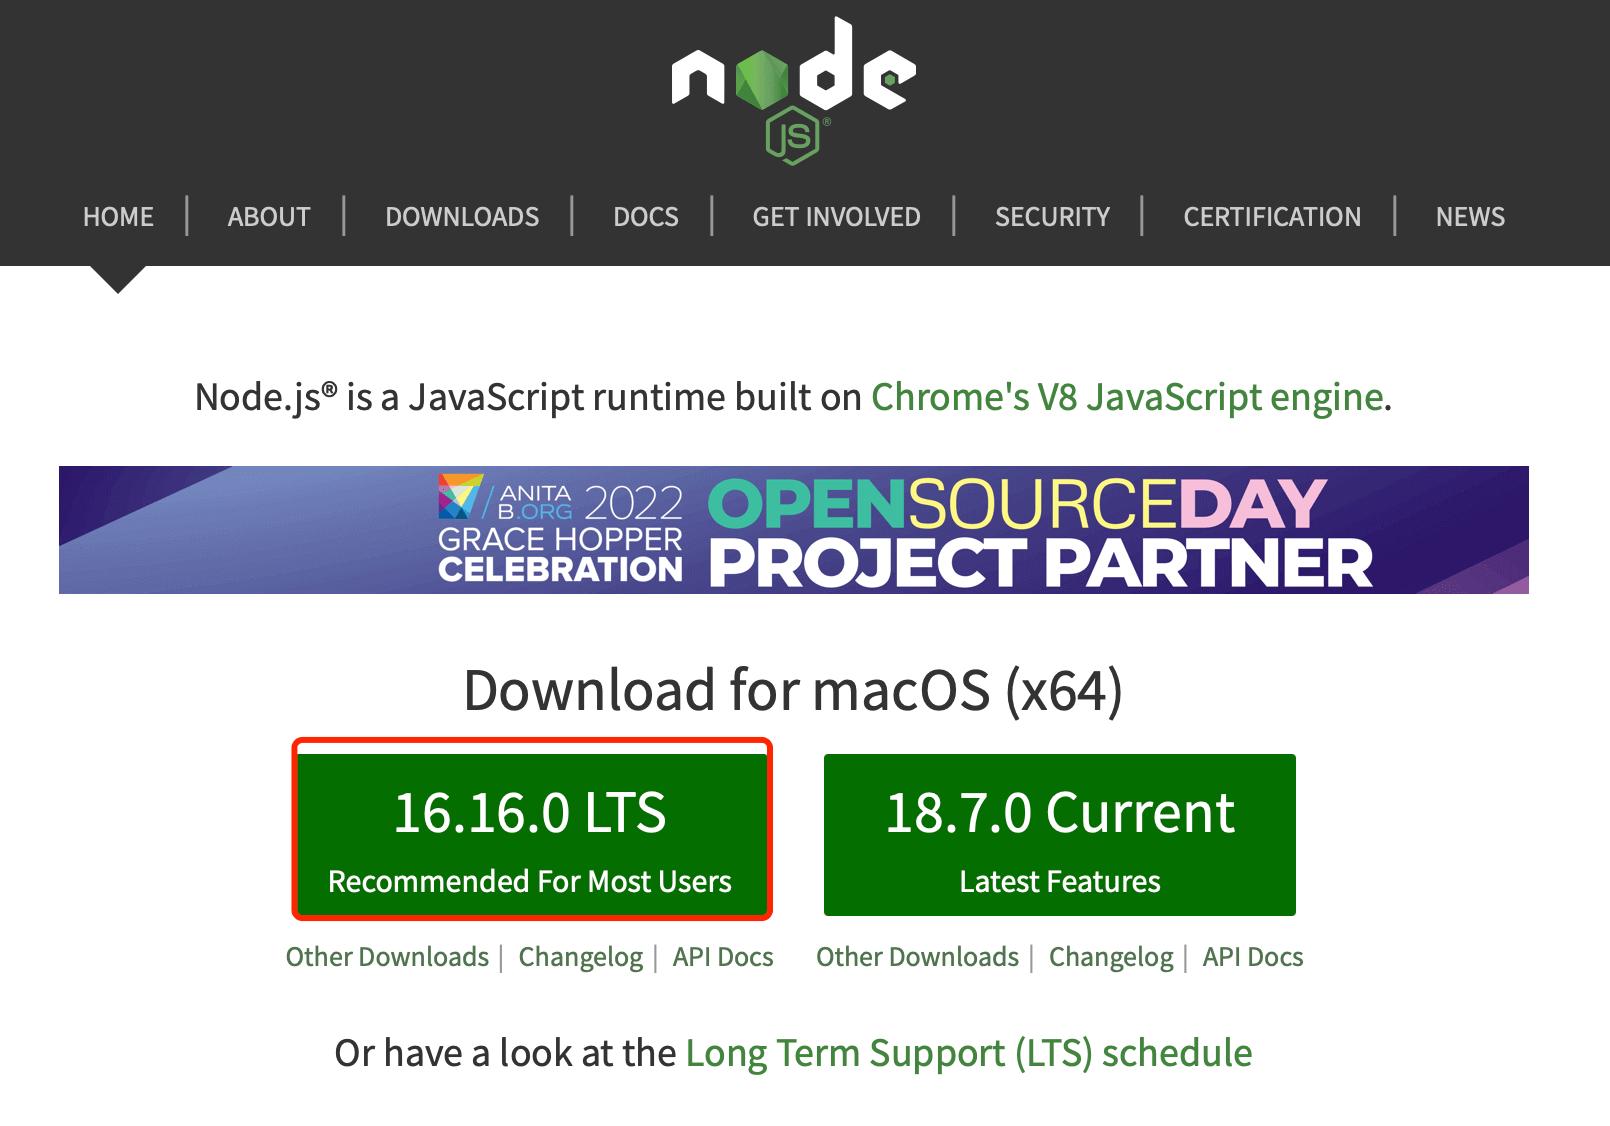 node
JS®
HOME | ABOUT | DOWNLOADS | DOCS | GET INVOLVED | SECURITY | CERTIFICATION | NEWS
Node.js® is a JavaScript runtime built on Chrome's V8 JavaScript engine.
ANITA
B.ORG
2022
GRACE HOPPER
CELEBRATION
OPENSOURCEDAY
PROJECT PARTNER
Download for macOS (x64)
16.16.0 LTS
Recommended For Most Users
Other Downloads | Changelog | API Docs
18.7.0 Current
Latest Features
Other Downloads | Changelog | API Docs
Or have a look at the Long Term Support (LTS) schedule